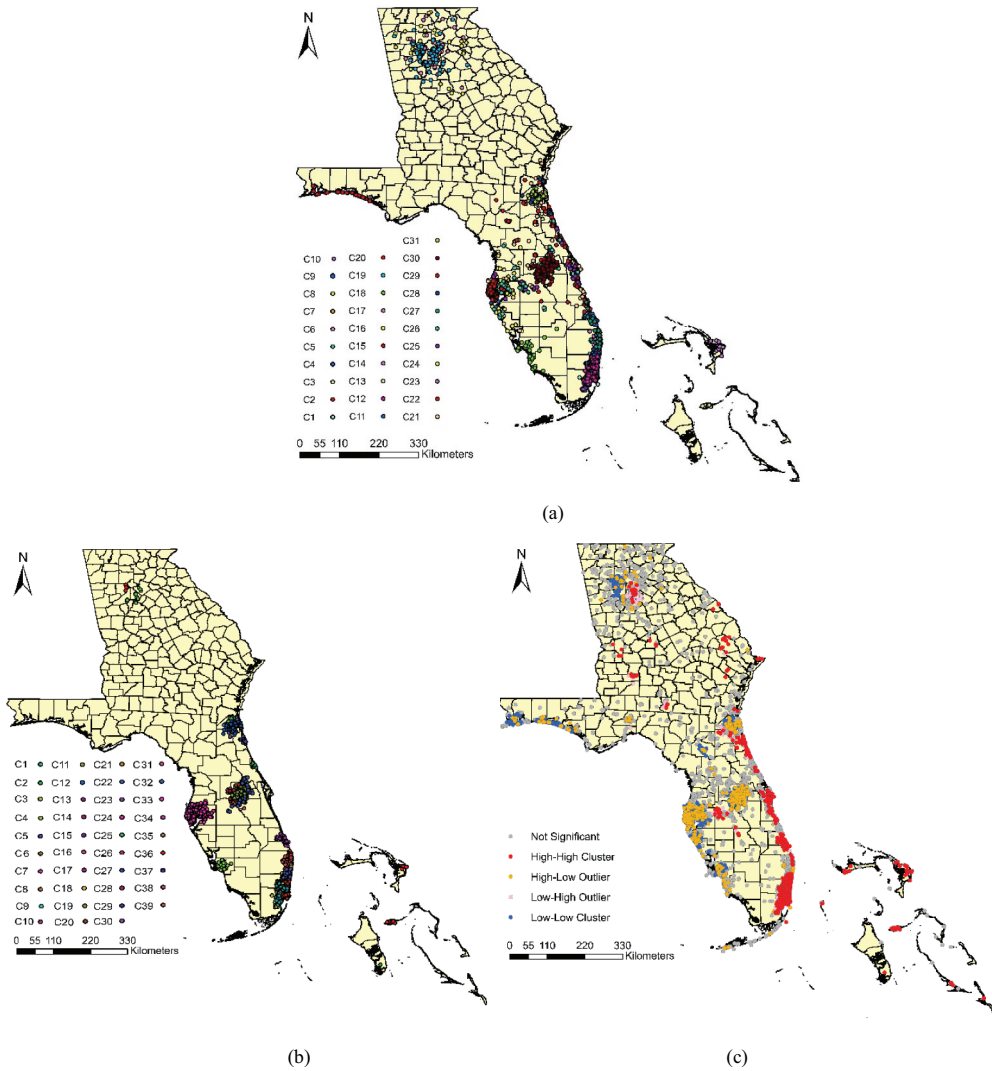 N
C31
C10 C20 C30
C9 C19 C29
C8 C18 C28
C7 C17 C27
C6 C16 C26
C5 C15 C25
C4 C14 C24
C3 C13 C23
C2 C12 C22
C1 C11 C21
0 55 110 220 330
Kilometers
(a)
N
C1 C11 C21 C31
C2 C12 C22 C32
C3 C13 C23 C33
C4 C14 C24 C34
C5 C15 C25 C35
C6 C16 C26 C36
C7 C17 C27 C37
C8 C18 C28 C38
C9 C19 C29 C39
C10 C20 C30
0 55 110 220 330
Kilometers
(b)
N
Not Significant
High-High Cluster
High-Low Outlier
Low-High Outlier
Low-Low Cluster
0 55 110 220 330
Kilometers
(c)